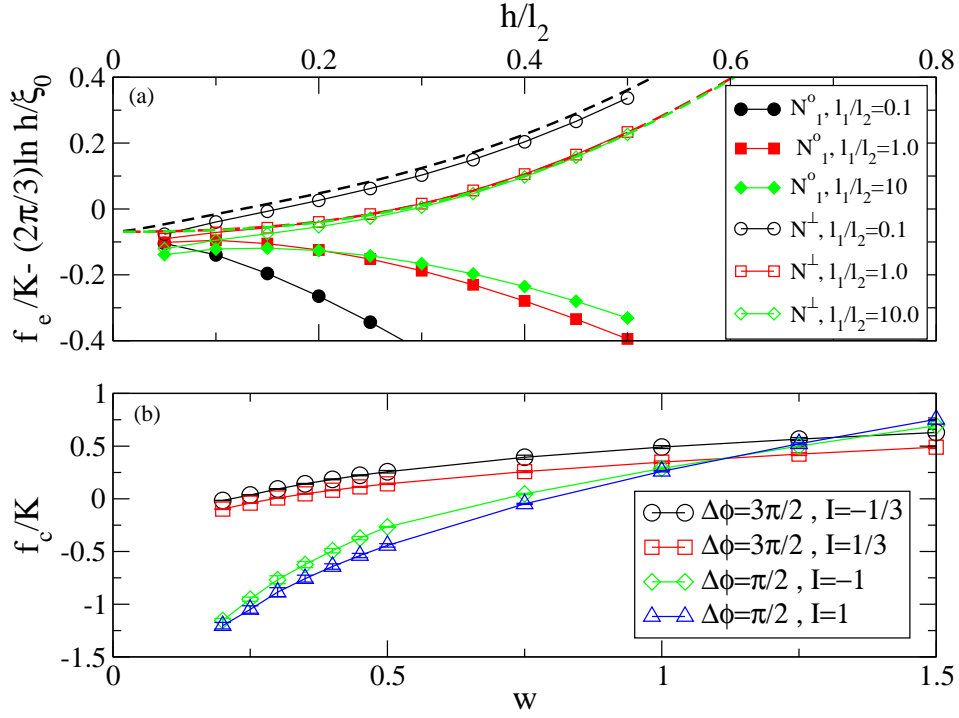 h/l₂
0 0.2 0.4 0.6 0.8
f_e /K- (2π/3)ln h/ξ₀
0.4
0.2
0
-0.2
-0.4
(a)
N°₁, l₁/l₂=0.1
N°₁, l₁/l₂=1.0
N°₁, l₁/l₂=10
N^⊥, l₁/l₂=0.1
N^⊥, l₁/l₂=1.0
N^⊥, l₁/l₂=10.0
f_c/K
1
0.5
0
-0.5
-1
-1.5
(b)
Δϕ=3π/2 , I=−1/3
Δϕ=3π/2 , I=1/3
Δϕ=π/2 , I=−1
Δϕ=π/2 , I=1
0 0.5 1 1.5
w